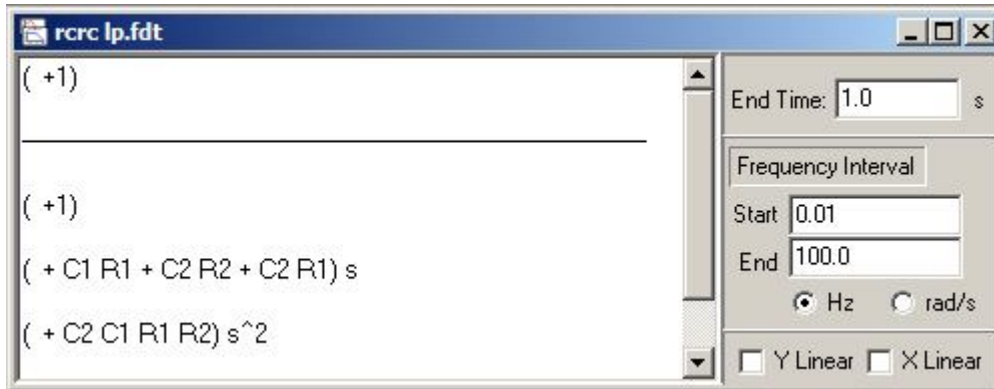 rcrc lp.fdt
( +1)
( +1)
( + C1 R1 + C2 R2 + C2 R1) s
( + C2 C1 R1 R2) s^2
End Time: 1.0 s
Frequency Interval
Start 0.01
End 100.0
Hz rad/s
Y Linear X Linear